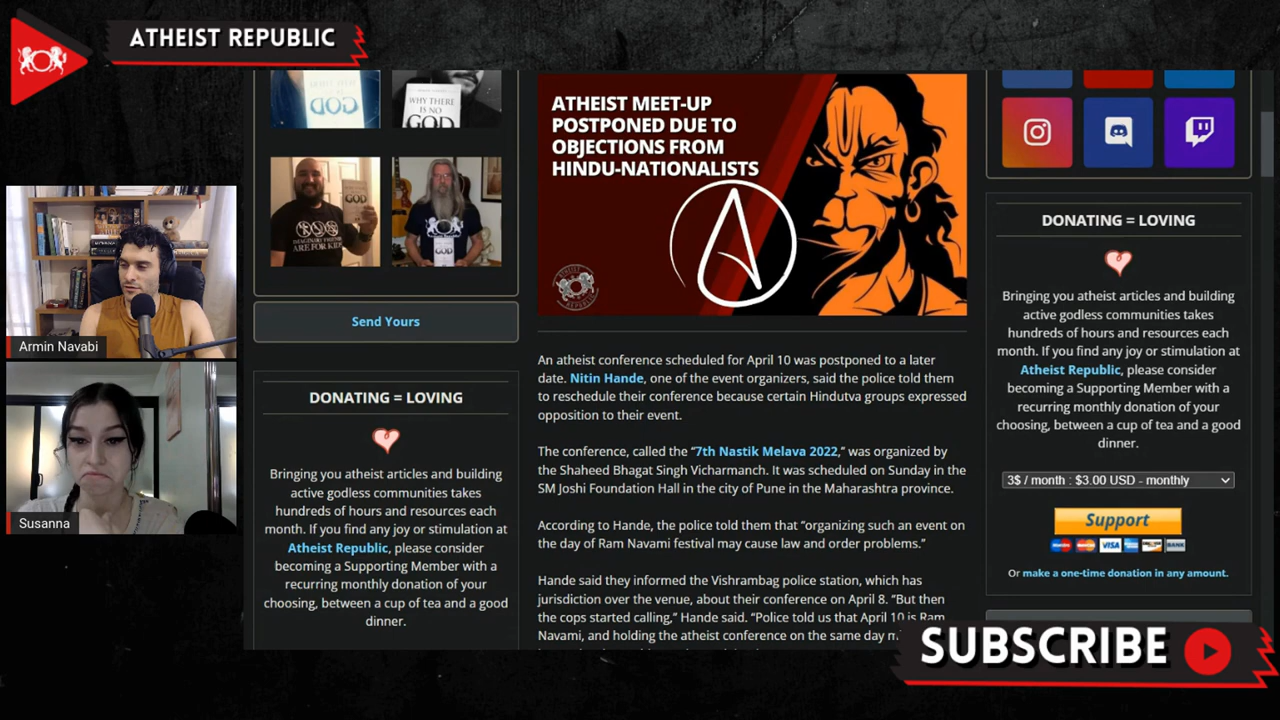 ATHEIST REPUBLIC
GOD
WHY THERE
IS NO
GOD
GOD
GOD
Send Yours
DONATING = LOVING
Bringing you atheist articles and building
active godless communities takes
hundreds of hours and resources each
month. If you find any joy or stimulation at
Atheist Republic, please consider
becoming a Supporting Member with a
recurring monthly donation of your
choosing, between a cup of tea and a good
dinner.
ATHEIST MEET-UP
POSTPONED DUE TO
OBJECTIONS FROM
HINDU-NATIONALISTS
ATHEIST
REPUBLIC
An atheist conference scheduled for April 10 was postponed to a later
date. Nitin Hande, one of the event organizers, said the police told them
to reschedule their conference because certain Hindutva groups expressed
opposition to their event.
The conference, called the “7th Nastik Melava 2022,” was organized by
the Shaheed Bhagat Singh Vicharmanch. It was scheduled on Sunday in the
SM Joshi Foundation Hall in the city of Pune in the Maharashtra province.
According to Hande, the police told them that “organizing such an event on
the day of Ram Navami festival may cause law and order problems.”
Hande said they informed the Vishrambag police station, which has
jurisdiction over the venue, about their conference on April 8. “But then
the cops started calling,” Hande said. “Police told us that April 10 is Ram
Navami, and holding the atheist conference on the same day
DONATING = LOVING
Bringing you atheist articles and building
active godless communities takes
hundreds of hours and resources each
month. If you find any joy or stimulation at
Atheist Republic, please consider
becoming a Supporting Member with a
recurring monthly donation of your
choosing, between a cup of tea and a good
dinner.
3$ / month : $3.00 USD - monthly
Support
VISA
BANK
Or make a one-time donation in any amount.
Armin Navabi
Susanna
SUBSCRIBE